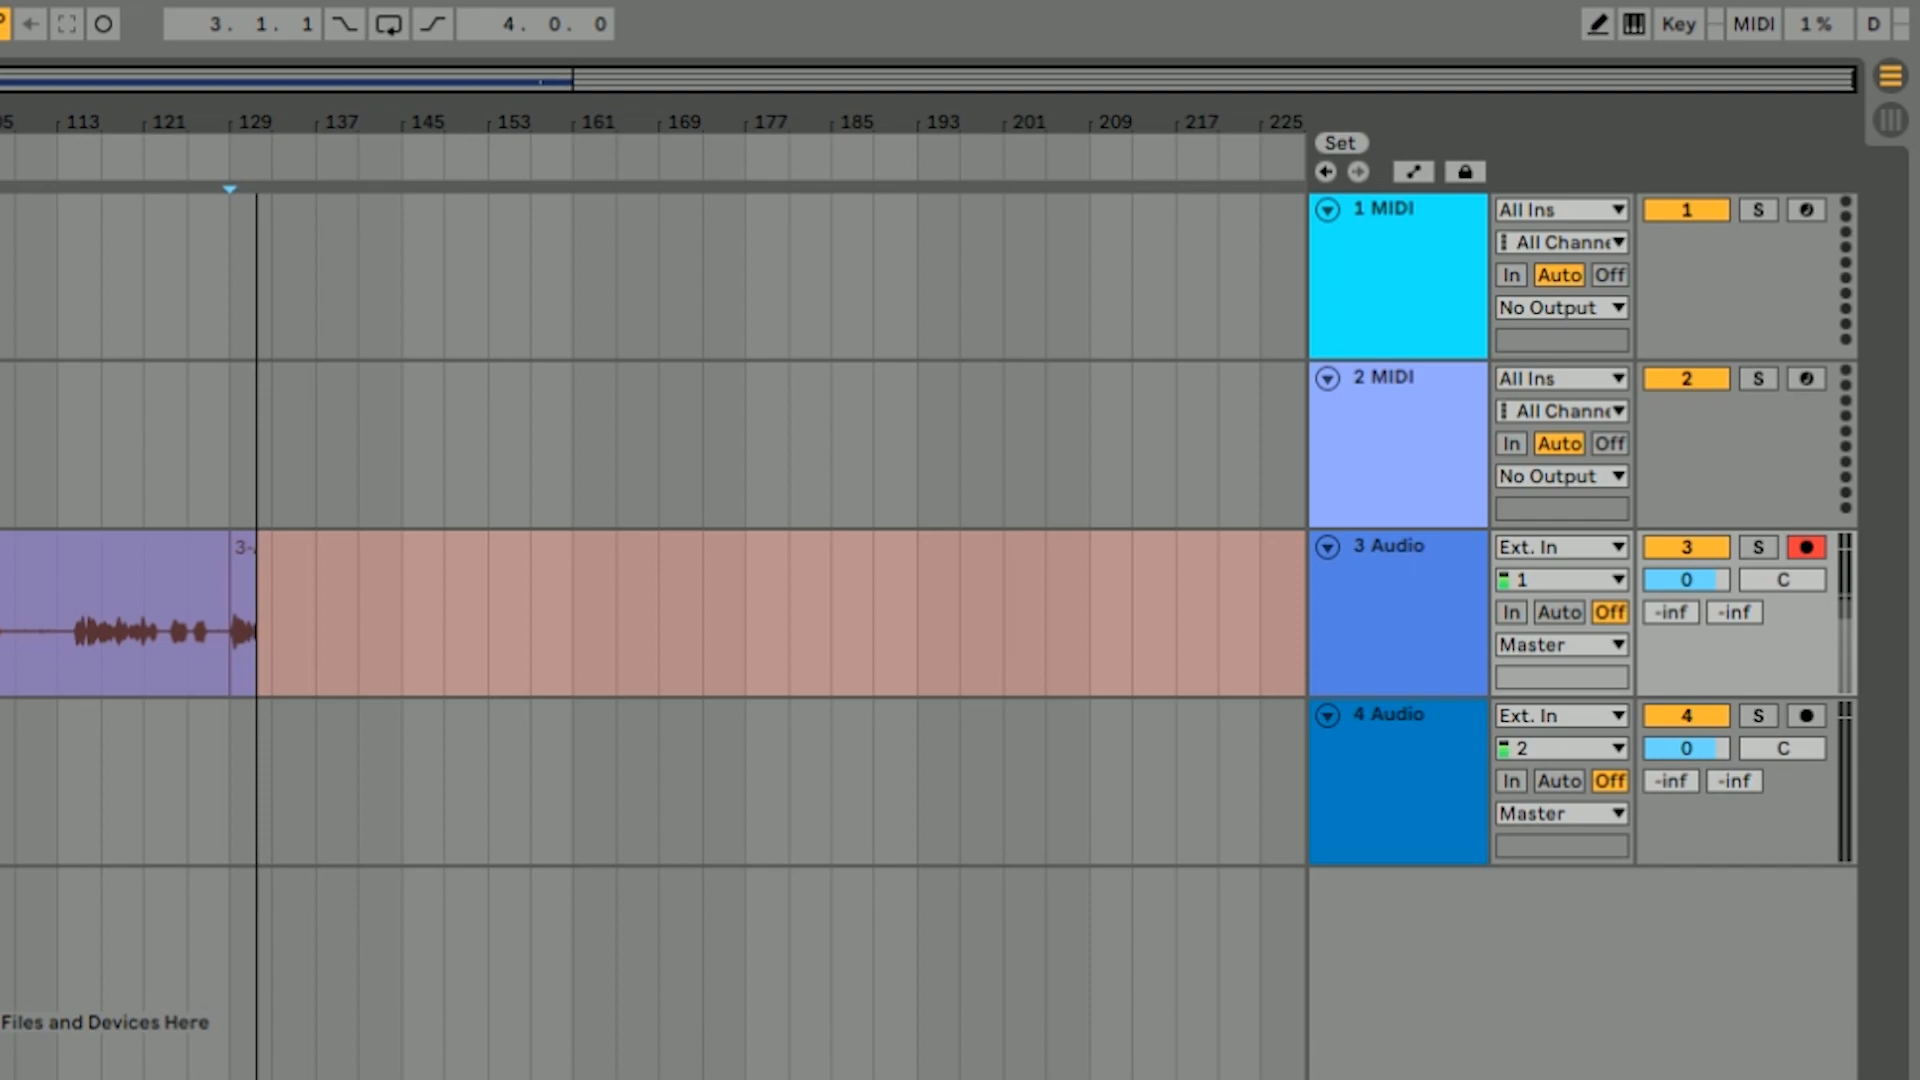 3. 1. 1 4. 0. 0 Key MIDI 1 % D
113 121 129 137 145 153 161 169 177 185 193 201 209 217 225
Set
1 MIDI All Ins 1 S
All Channe
In Auto Off
No Output
2 MIDI All Ins 2 S
All Channe
In Auto Off
No Output
3- 3 Audio Ext. In 3 S
1 0 C
In Auto Off -inf -inf
Master
4 Audio Ext. In 4 S
2 0 C
In Auto Off -inf -inf
Master
Files and Devices Here